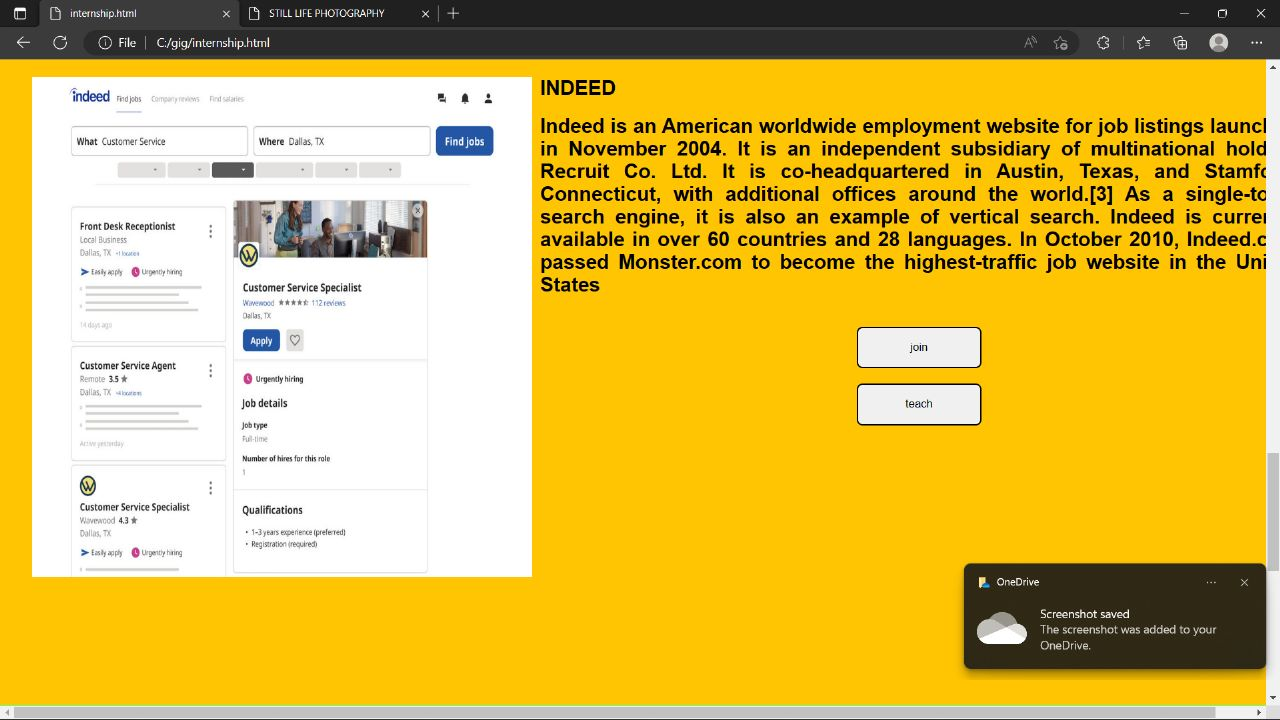 internship.html
STILL LIFE PHOTOGRAPHY
File
C:/gig/internship.html
indeed
Find jobs
Company reviews
Find salaries
What Customer Service
Where Dallas, TX
Find jobs
Front Desk Receptionist
Local Business
Dallas, TX +1 location
Easily apply
Urgently hiring
14 days ago
Customer Service Agent
Remote 3.5
Dallas, TX +4 locations
Active yesterday
W
Customer Service Specialist
Wavewood 4.3
Dallas, TX
Easily apply
Urgently hiring
W
Customer Service Specialist
Wavewood 112 reviews
Dallas, TX
Apply
Urgently hiring
Job details
Job type
Full-time
Number of hires for this role
1
Qualifications
• 1-3 years experience (preferred)
• Registration (required)
INDEED
Indeed is an American worldwide employment website for job listings launc
in November 2004. It is an independent subsidiary of multinational hold
Recruit Co. Ltd. It is co-headquartered in Austin, Texas, and Stamfo
Connecticut, with additional offices around the world.[3] As a single-to
search engine, it is also an example of vertical search. Indeed is curren
available in over 60 countries and 28 languages. In October 2010, Indeed.c
passed Monster.com to become the highest-traffic job website in the Uni
States
join
teach
OneDrive
Screenshot saved
The screenshot was added to your
OneDrive.